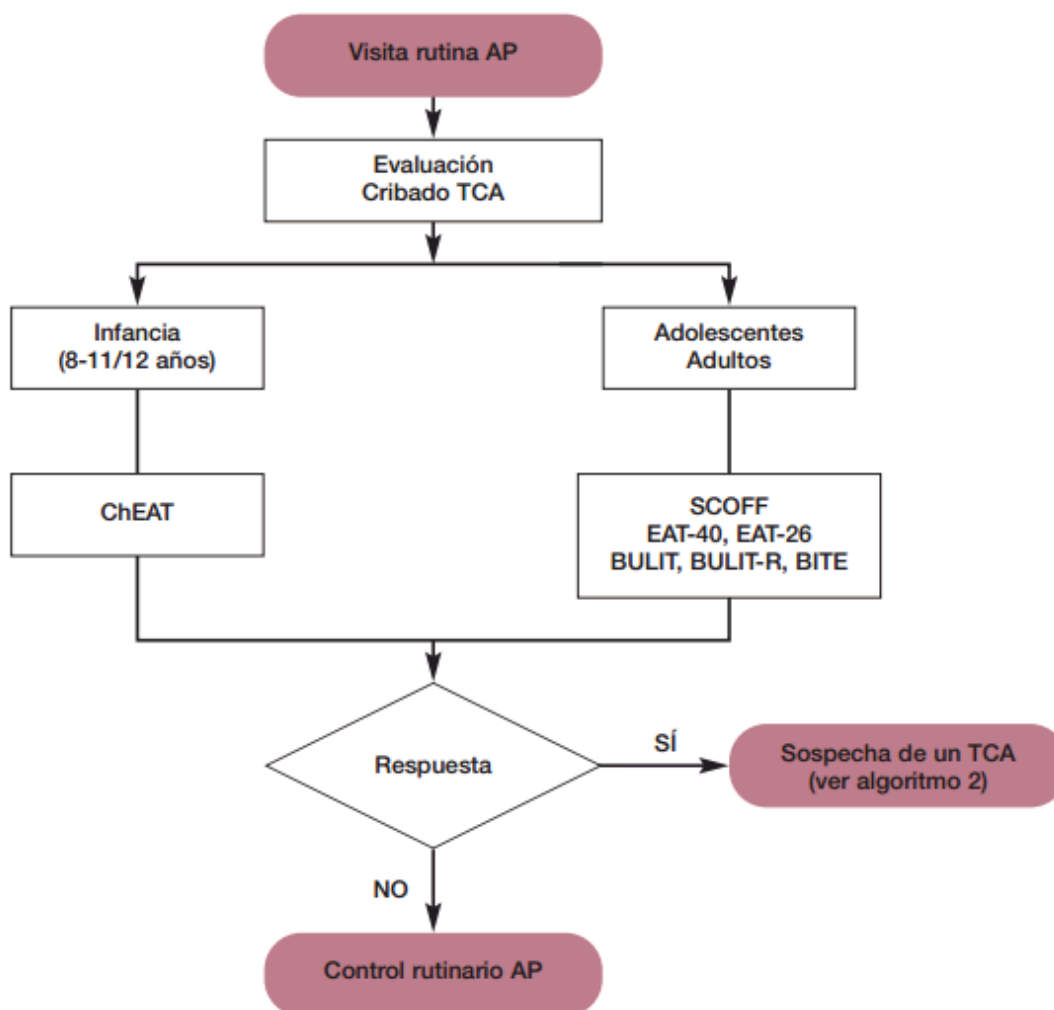 Visita rutina AP
Evaluación
Cribado TCA
Infancia
(8-11/12 años)
Adolescentes
Adultos
ChEAT
SCOFF
EAT-40, EAT-26
BULIT, BULIT-R, BITE
Respuesta
SÍ
Sospecha de un TCA
(ver algoritmo 2)
NO
Control rutinario AP